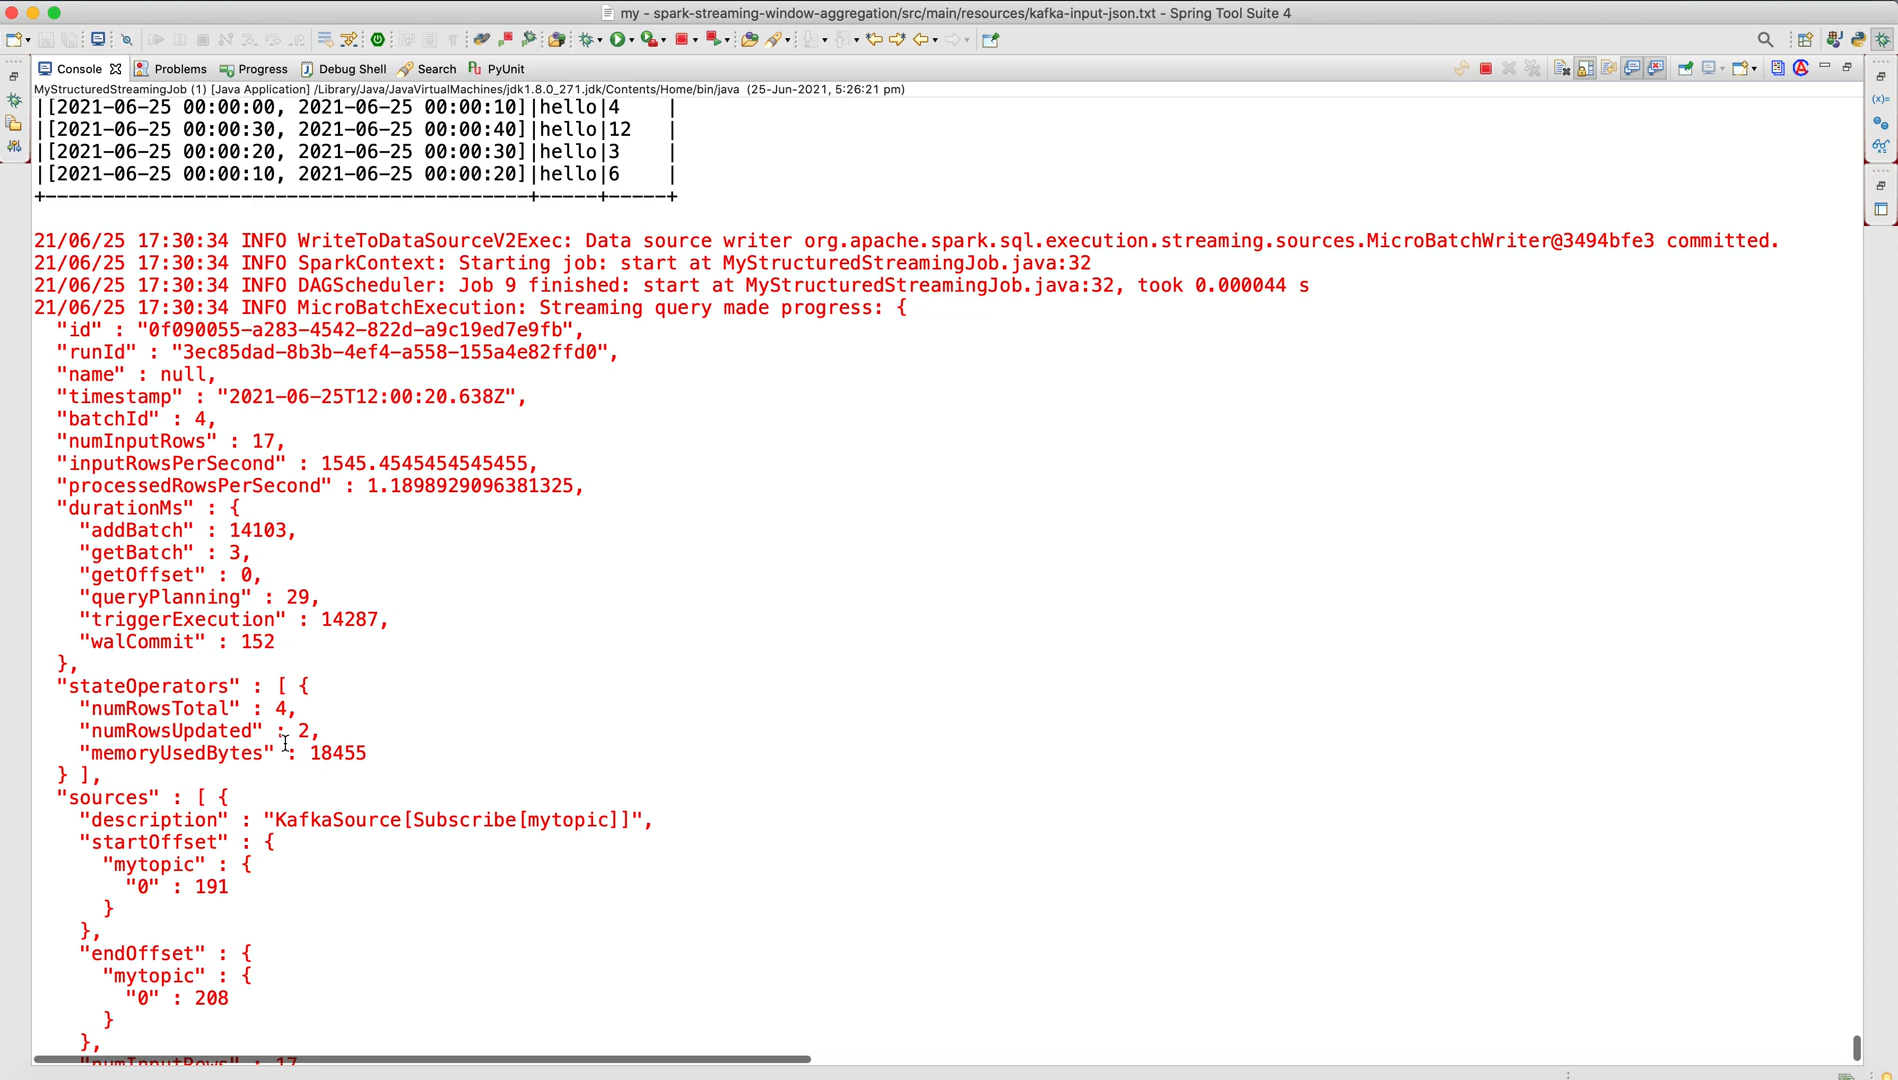 my - spark-streaming-window-aggregation/src/main/resources/kafka-input-json.txt - Spring Tool Suite 4
Console Problems Progress Debug Shell Search PyUnit
MyStructuredStreamingJob (1) [Java Application] /Library/Java/JavaVirtualMachines/jdk1.8.0_271.jdk/Contents/Home/bin/java (25-Jun-2021, 5:26:21 pm)
|[2021-06-25 00:00:00, 2021-06-25 00:00:10]|hello|4    |
|[2021-06-25 00:00:30, 2021-06-25 00:00:40]|hello|12   |
|[2021-06-25 00:00:20, 2021-06-25 00:00:30]|hello|3    |
|[2021-06-25 00:00:10, 2021-06-25 00:00:20]|hello|6    |
+------------------------------------------+-----+-----+
21/06/25 17:30:34 INFO WriteToDataSourceV2Exec: Data source writer org.apache.spark.sql.execution.streaming.sources.MicroBatchWriter@3494bfe3 committed.
21/06/25 17:30:34 INFO SparkContext: Starting job: start at MyStructuredStreamingJob.java:32
21/06/25 17:30:34 INFO DAGScheduler: Job 9 finished: start at MyStructuredStreamingJob.java:32, took 0.000044 s
21/06/25 17:30:34 INFO MicroBatchExecution: Streaming query made progress: {
  "id" : "0f090055-a283-4542-822d-a9c19ed7e9fb",
  "runId" : "3ec85dad-8b3b-4ef4-a558-155a4e82ffd0",
  "name" : null,
  "timestamp" : "2021-06-25T12:00:20.638Z",
  "batchId" : 4,
  "numInputRows" : 17,
  "inputRowsPerSecond" : 1545.4545454545455,
  "processedRowsPerSecond" : 1.1898929096381325,
  "durationMs" : {
    "addBatch" : 14103,
    "getBatch" : 3,
    "getOffset" : 0,
    "queryPlanning" : 29,
    "triggerExecution" : 14287,
    "walCommit" : 152
  },
  "stateOperators" : [ {
    "numRowsTotal" : 4,
    "numRowsUpdated" : 2,
    "memoryUsedBytes" : 18455
  } ],
  "sources" : [ {
    "description" : "KafkaSource[Subscribe[mytopic]]",
    "startOffset" : {
      "mytopic" : {
        "0" : 191
      }
    },
    "endOffset" : {
      "mytopic" : {
        "0" : 208
      }
    },
    "numInputRows" : 17,